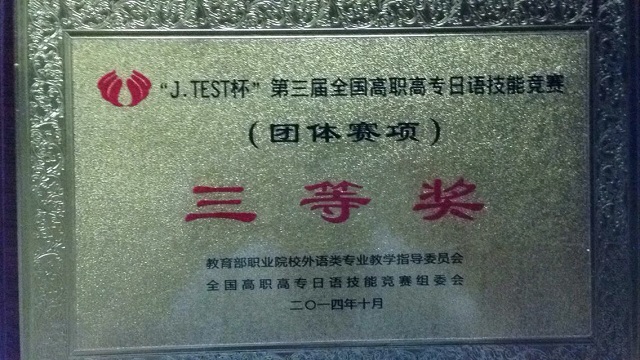 “J.TEST杯”第三届全国高职高专日语技能竞赛
（团体赛项）
三等奖
教育部职业院校外语类专业教学指导委员会
全国高职高专日语技能竞赛组委会
二〇一四年十月